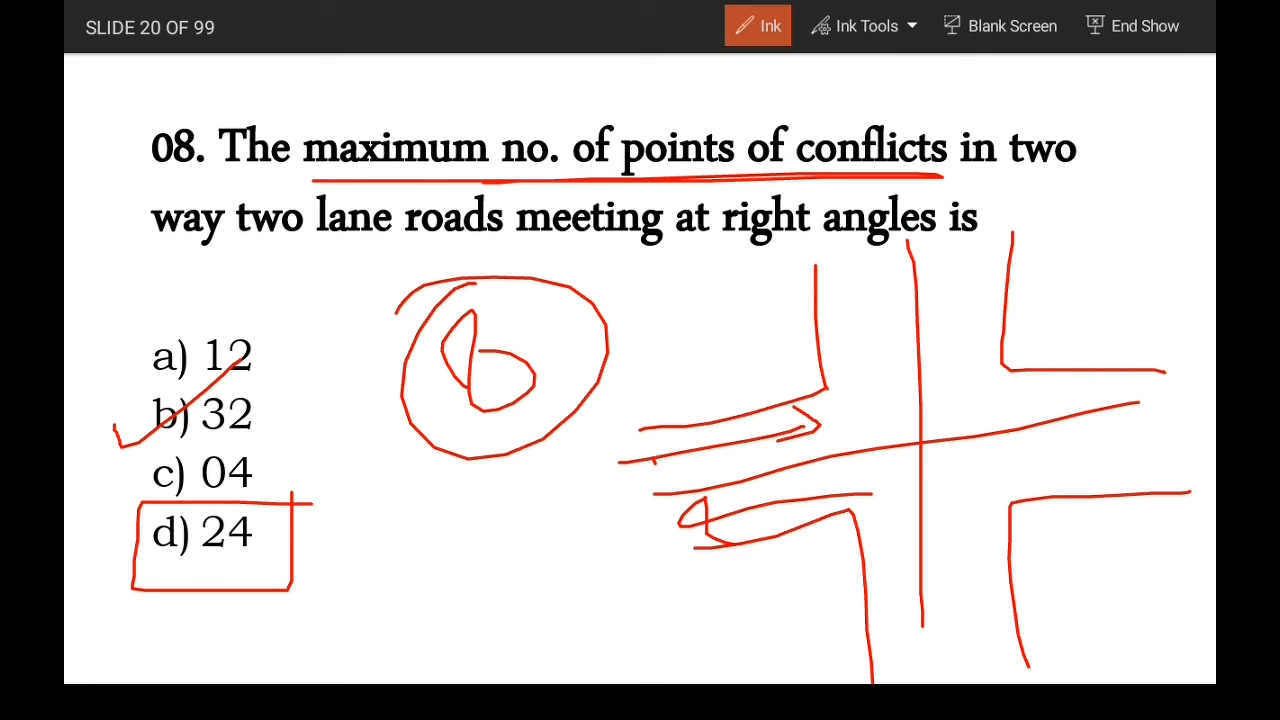 SLIDE 20 OF 99
Ink
Ink Tools
Blank Screen
End Show
08. The maximum no. of points of conflicts in two
way two lane roads meeting at right angles is
a) 12
b) 32
c) 04
d) 24
6